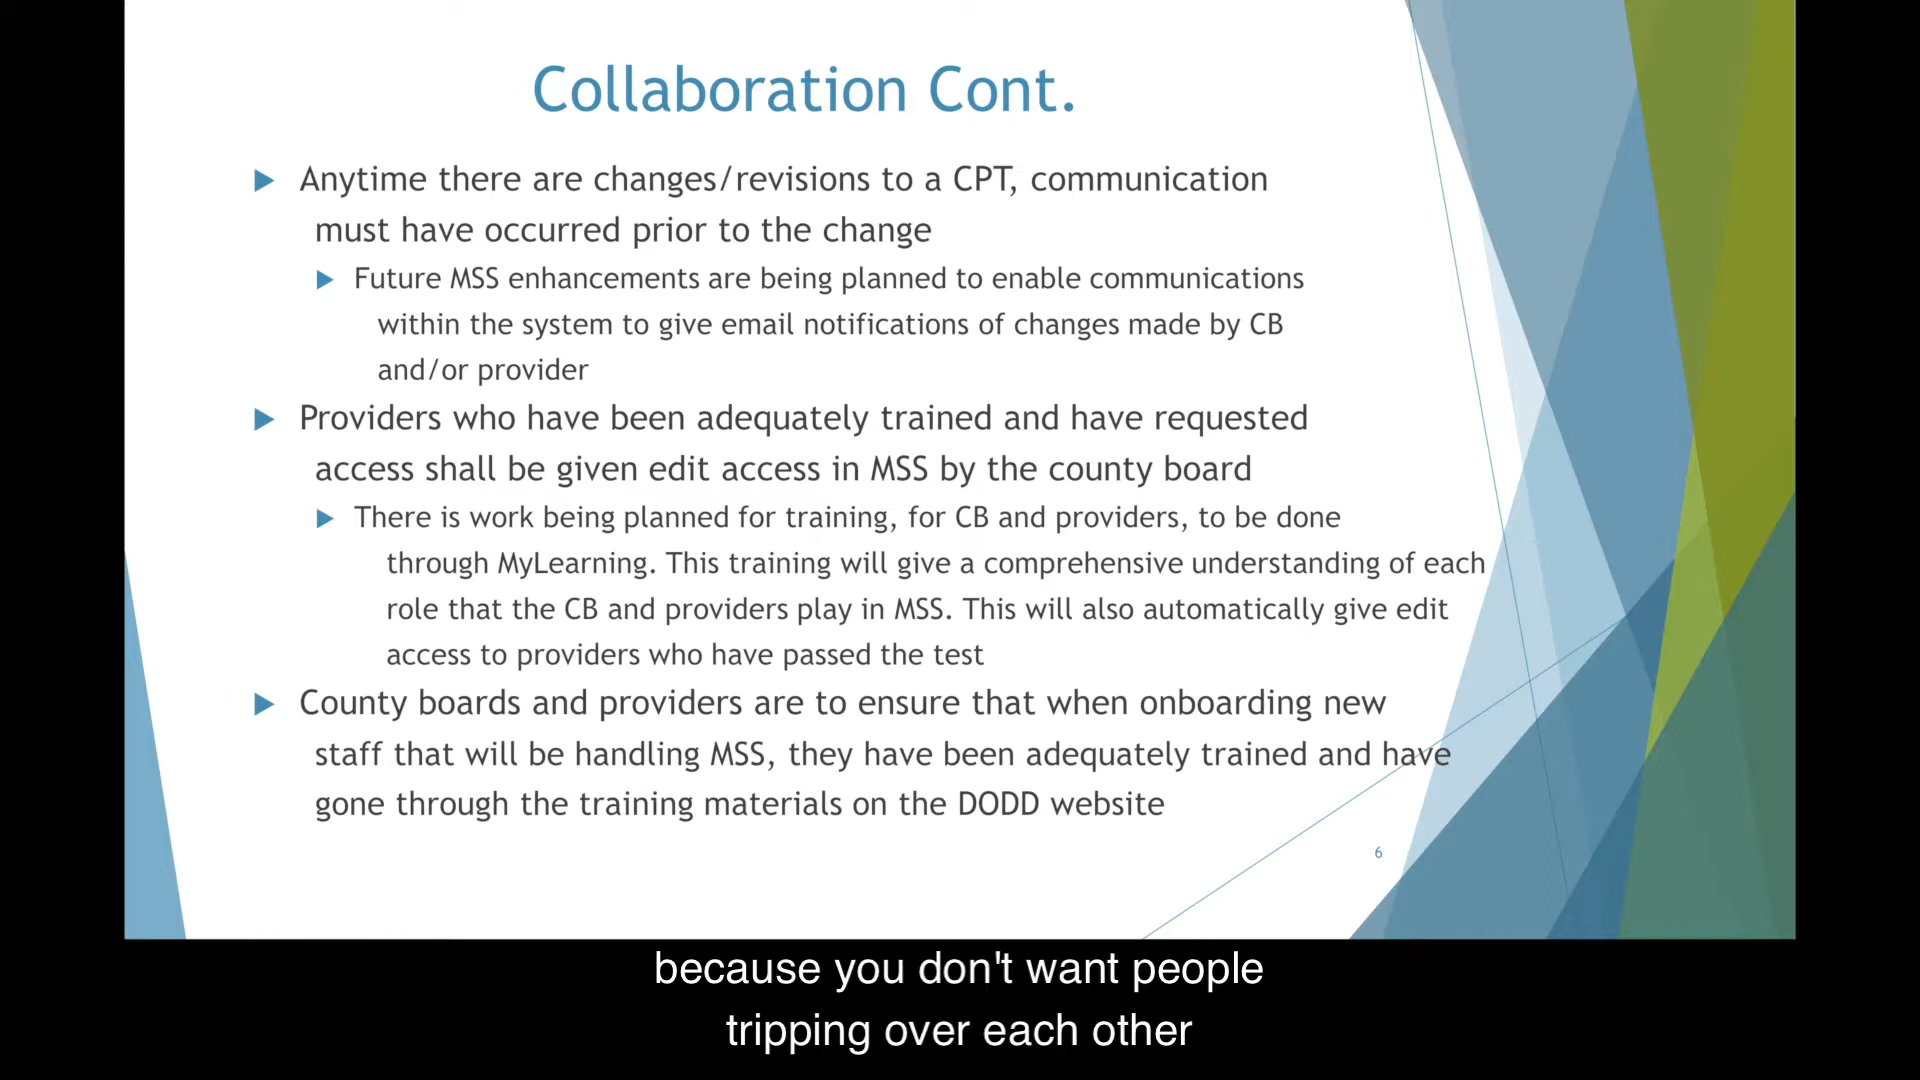 Collaboration Cont.
Anytime there are changes/revisions to a CPT, communication
must have occurred prior to the change
Future MSS enhancements are being planned to enable communications
within the system to give email notifications of changes made by CB
and/or provider
Providers who have been adequately trained and have requested
access shall be given edit access in MSS by the county board
There is work being planned for training, for CB and providers, to be done
through MyLearning. This training will give a comprehensive understanding of each
role that the CB and providers play in MSS. This will also automatically give edit
access to providers who have passed the test
County boards and providers are to ensure that when onboarding new
staff that will be handling MSS, they have been adequately trained and have
gone through the training materials on the DODD website
6
because you don't want people
tripping over each other